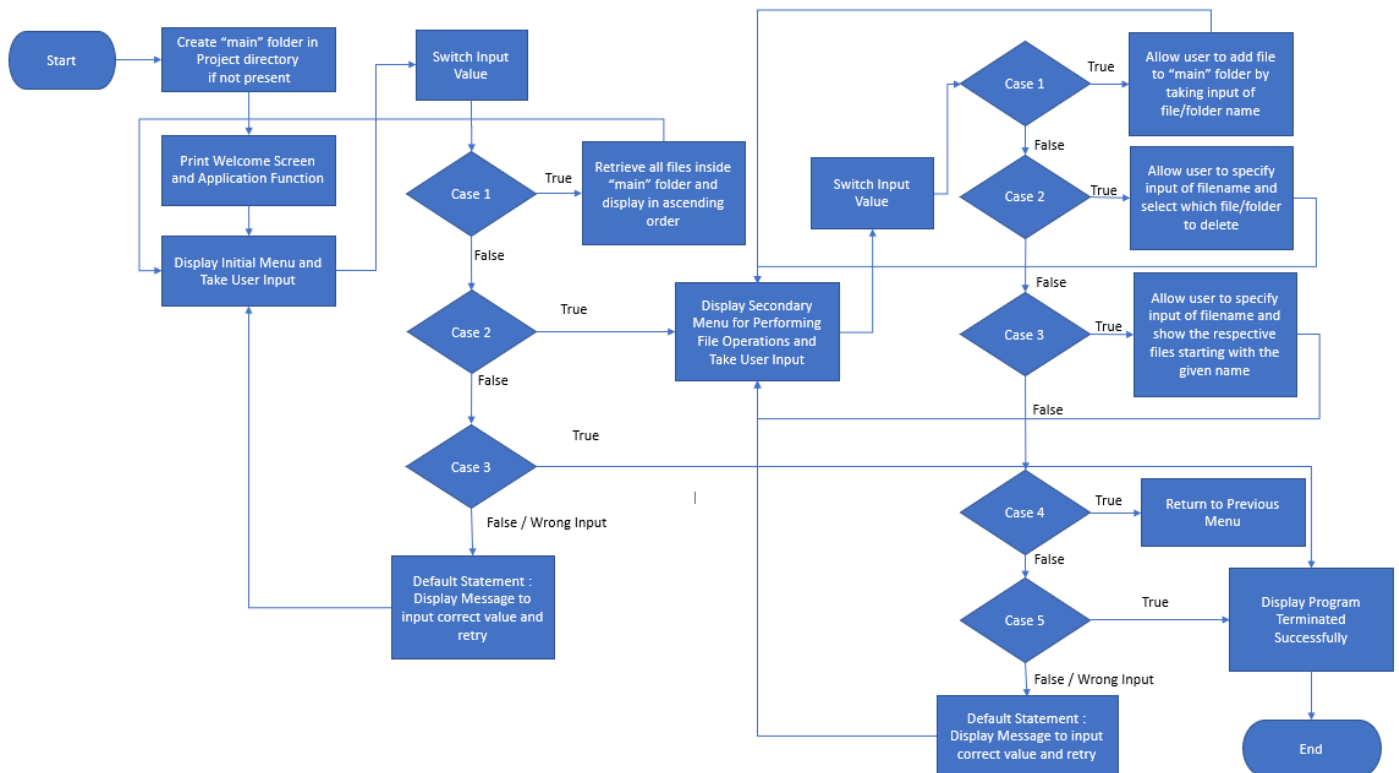 Start
Create “main” folder in
Project directory
if not present
Print Welcome Screen
and Application Function
Display Initial Menu and
Take User Input
Switch Input
Value
Case 1
True
Retrieve all files inside
“main” folder and
display in ascending
order
False
Case 2
True
False
Case 3
True
False / Wrong Input
Default Statement :
Display Message to
input correct value and
retry
Display Secondary
Menu for Performing
File Operations and
Take User Input
Switch Input
Value
Case 1
True
Allow user to add file
to “main” folder by
taking input of
file/folder name
False
Case 2
True
Allow user to specify
input of filename and
select which file/folder
to delete
False
Case 3
True
Allow user to specify
input of filename and
show the respective
files starting with the
given name
False
Case 4
True
Return to Previous
Menu
False
Case 5
True
Display Program
Terminated
Successfully
False / Wrong Input
Default Statement :
Display Message to input
correct value and retry
End